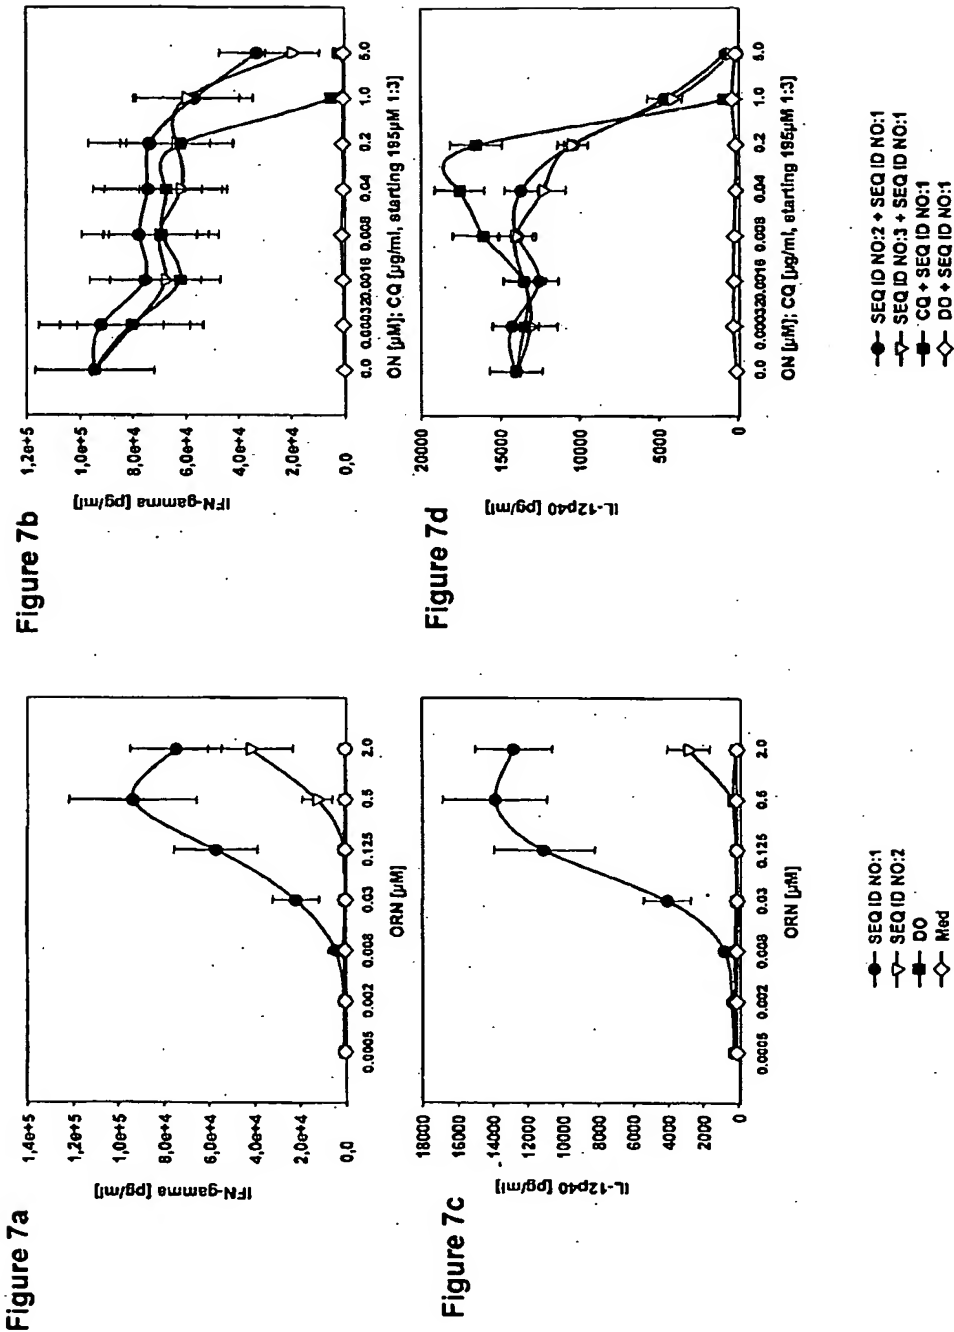 Figure 7a
IFN-gamma [pg/ml]
1,4e+5
1,2e+5
1,0e+5
8,0e+4
6,0e+4
4,0e+4
2,0e+4
0,0
0.0005 0.002 0.008 0.03 0.125 0.5 2.0
ORN [µM]
Figure 7b
IFN-gamma [pg/ml]
1,2e+5
1,0e+5
8,0e+4
6,0e+4
4,0e+4
2,0e+4
0,0
0.0 0.000320.0016 0.008 0.04 0.2 1.0 5.0
ON [µM]; CQ [µg/ml, starting 195µM 1:3]
Figure 7c
IL-12p40 [pg/ml]
18000
16000
14000
12000
10000
8000
6000
4000
2000
0
0.0005 0.002 0.008 0.03 0.125 0.5 2.0
ORN [µM]
Figure 7d
IL-12p40 [pg/ml]
20000
15000
10000
5000
0
0.0 0.000320.0016 0.008 0.04 0.2 1.0 5.0
ON [µM]; CQ [µg/ml, starting 195µM 1:3]
SEQ ID NO:1
SEQ ID NO:2
DO
Med
SEQ ID NO:2 + SEQ ID NO:1
SEQ ID NO:3 + SEQ ID NO:1
CQ + SEQ ID NO:1
DO + SEQ ID NO:1